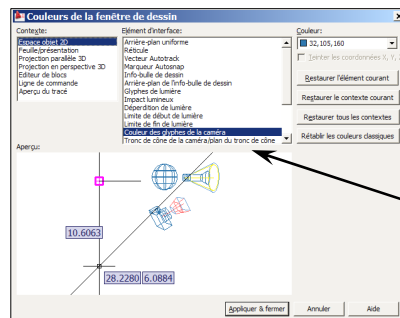 Couleurs de la fenêtre de dessin
Contexte:
Espace objet 2D
Feuille/présentation
Projection parallèle 3D
Projection en perspective 3D
Editeur de blocs
Ligne de commande
Aperçu du tracé
Elément d'interface:
Arrière-plan uniforme
Réticule
Vecteur Autotrack
Marqueur Autosnap
Info-bulle de dessin
Arrière-plan de l'info-bulle de dessin
Glyphes de lumière
Impact lumineux
Déperdition de lumière
Limite de début de lumière
Limite de fin de lumière
Couleur des glyphes de la caméra
Tronc de cône de la caméra/plan du tronc de cône
Couleur:
32,105,160
Teinter les coordonnées X, Y,
Restaurer l'élément courant
Restaurer le contexte courant
Restaurer tous les contextes
Rétablir les couleurs classiques
Aperçu:
10.6063
28.2280 6.0884
Appliquer & fermer
Annuler
Aide